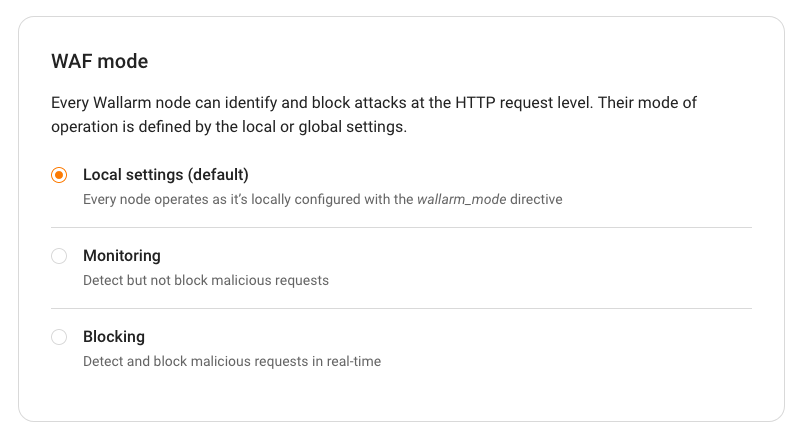 WAF mode
Every Wallarm node can identify and block attacks at the HTTP request level. Their mode of
operation is defined by the local or global settings.
Local settings (default)
Every node operates as it's locally configured with the wallarm_mode directive
Monitoring
Detect but not block malicious requests
Blocking
Detect and block malicious requests in real-time